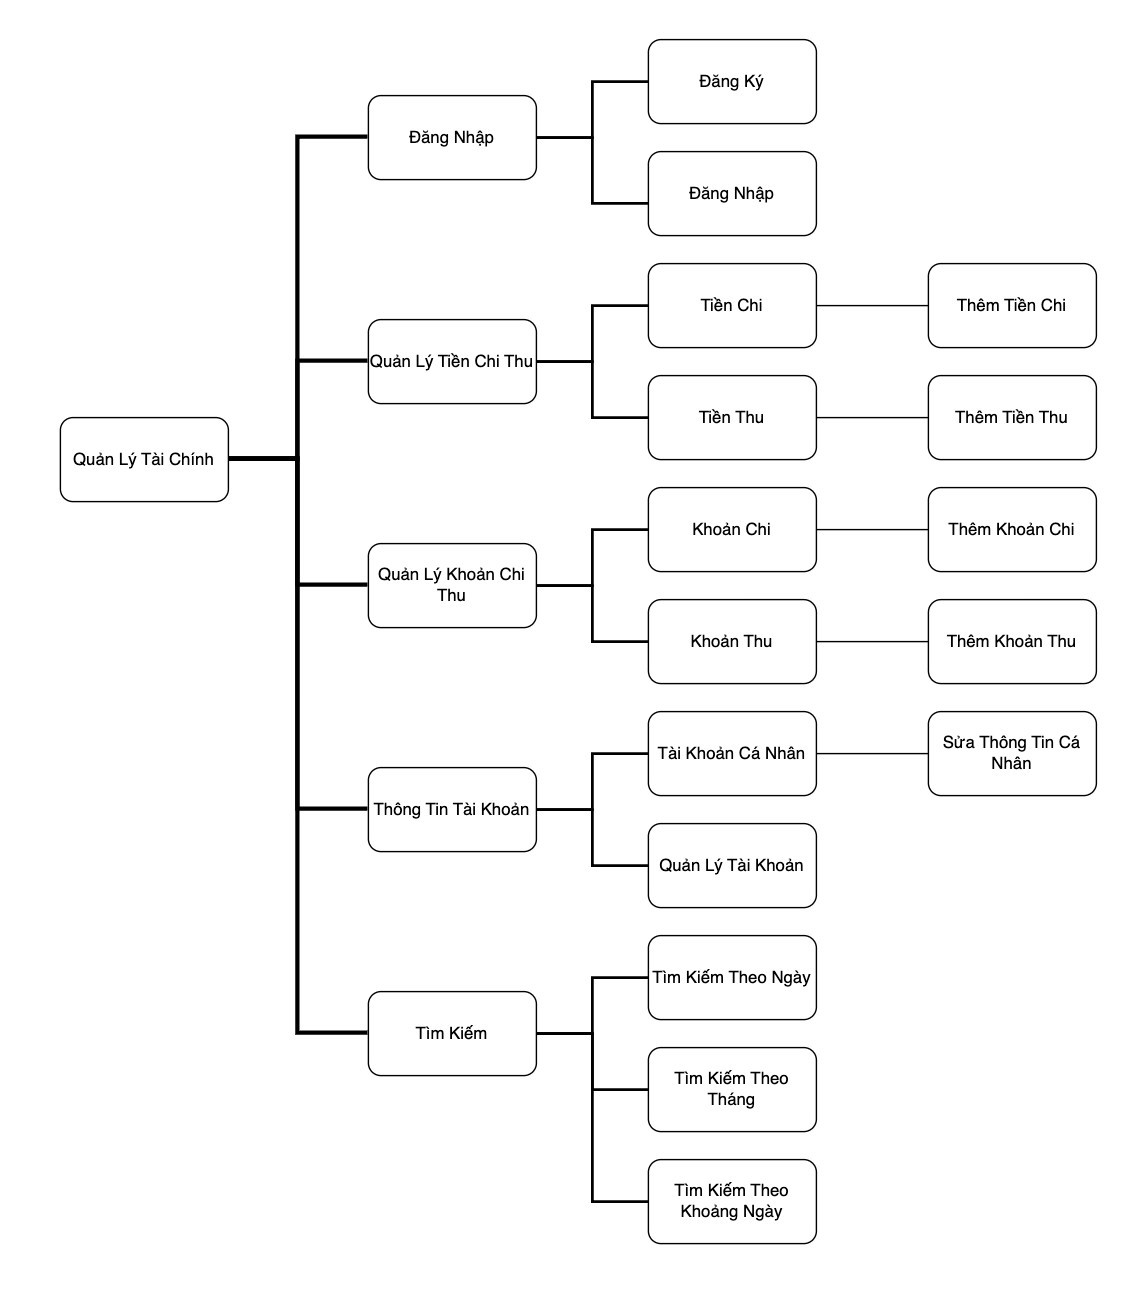 Quản Lý Tài Chính
Đăng Nhập
Đăng Ký
Đăng Nhập
Quản Lý Tiền Chi Thu
Tiền Chi
Thêm Tiền Chi
Tiền Thu
Thêm Tiền Thu
Quản Lý Khoản Chi
Thu
Khoản Chi
Thêm Khoản Chi
Khoản Thu
Thêm Khoản Thu
Thông Tin Tài Khoản
Tài Khoản Cá Nhân
Sửa Thông Tin Cá
Nhân
Quản Lý Tài Khoản
Tìm Kiếm
Tìm Kiếm Theo Ngày
Tìm Kiếm Theo
Tháng
Tìm Kiếm Theo
Khoảng Ngày